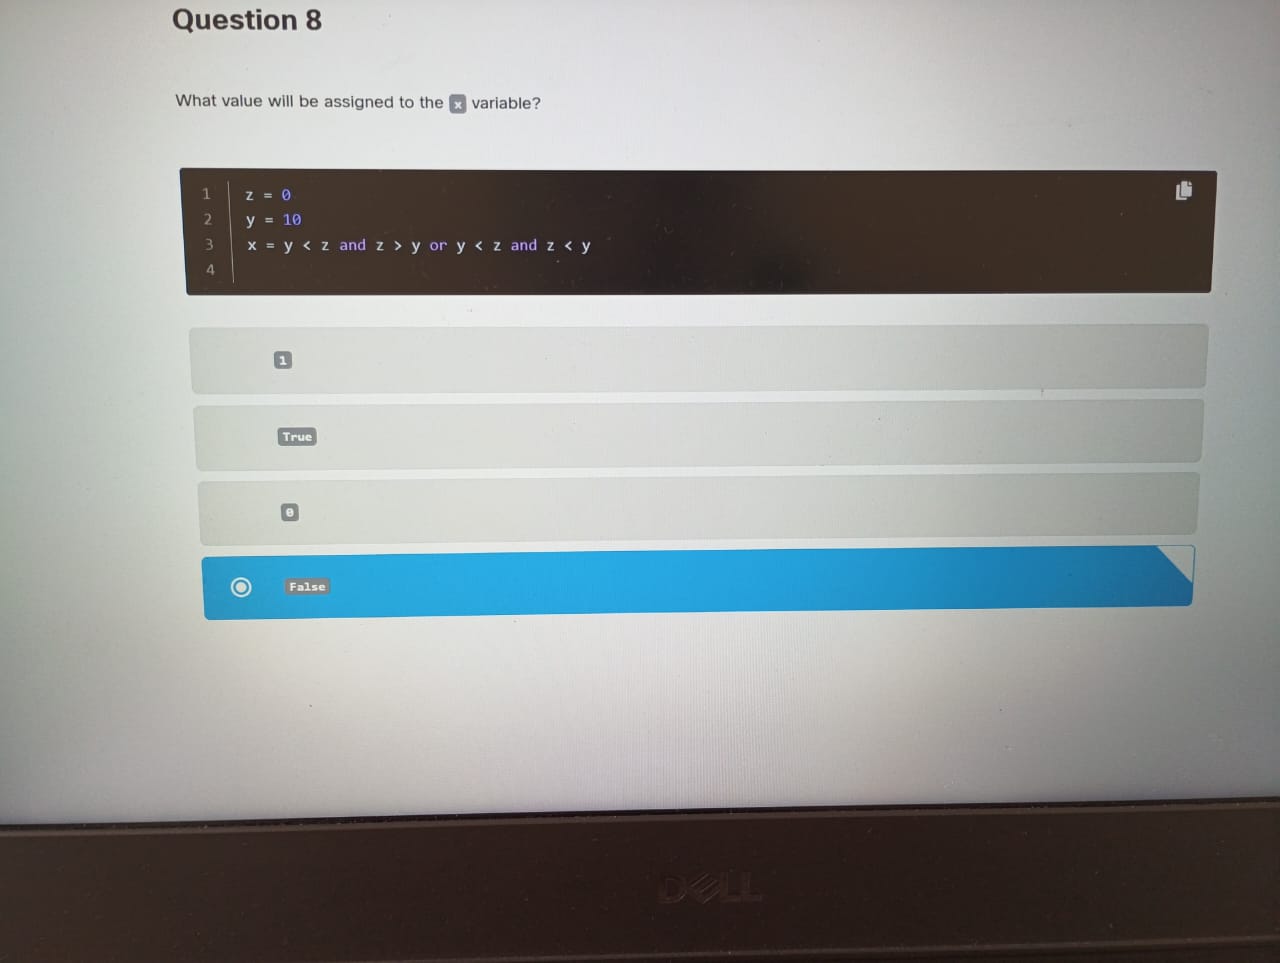 Question 8
What value will be assigned to the x variable?
1 z = 0
2 y = 10
3 x = y < z and z > y or y < z and z < y
4
1
True
0
False
DELL